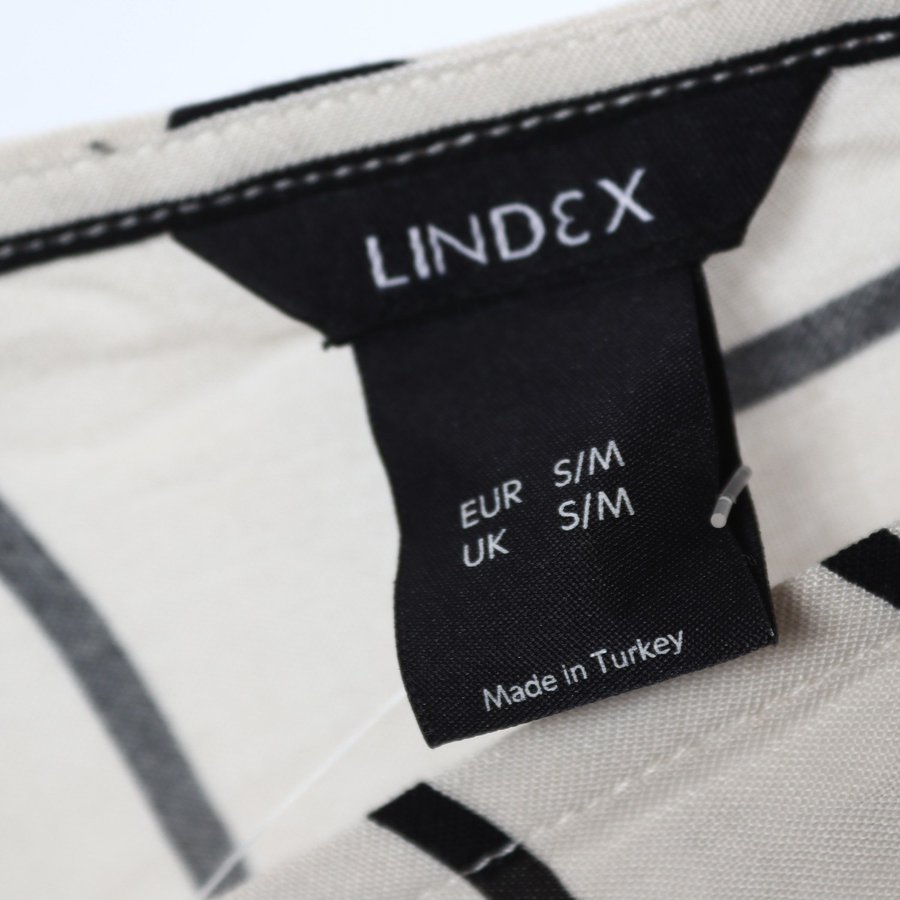 LINDEX
EUR S/M
UK S/M
Made in Turkey